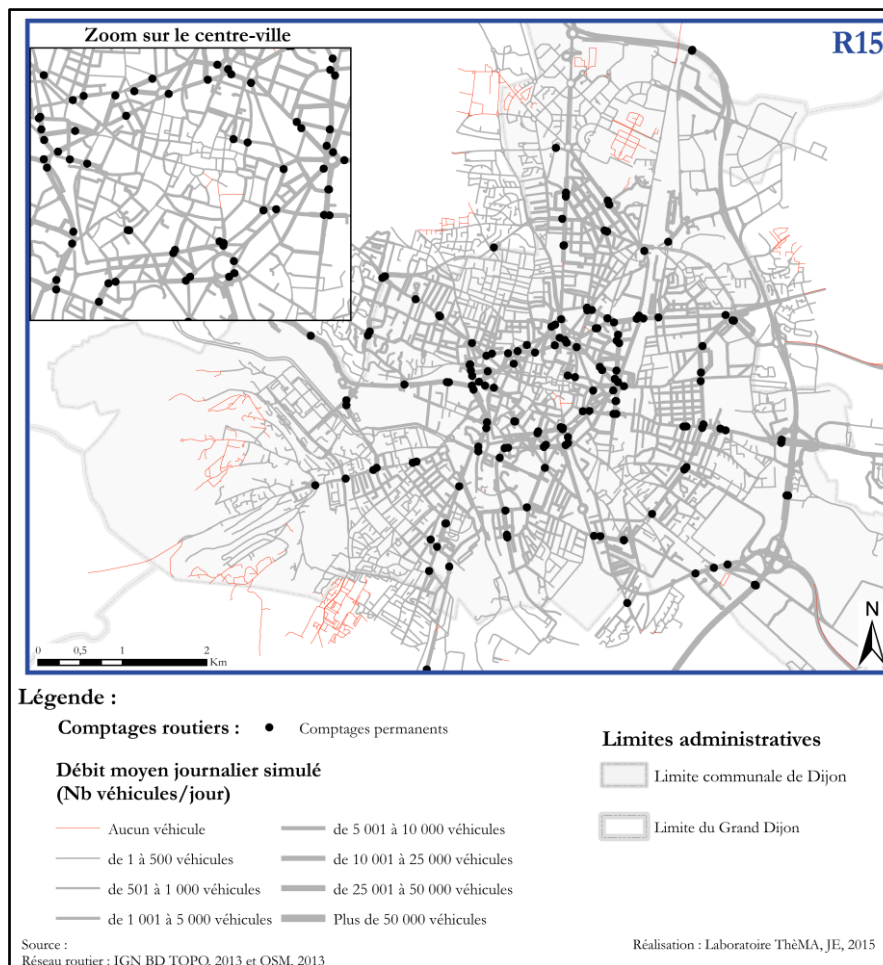 Zoom sur le centre-ville
R15
N
0 0,5 1 2
Km
Légende :
Comptages routiers : Comptages permanents
Débit moyen journalier simulé
(Nb véhicules/jour)
Aucun véhicule
de 1 à 500 véhicules
de 501 à 1 000 véhicules
de 1 001 à 5 000 véhicules
de 5 001 à 10 000 véhicules
de 10 001 à 25 000 véhicules
de 25 001 à 50 000 véhicules
Plus de 50 000 véhicules
Limites administratives
Limite communale de Dijon
Limite du Grand Dijon
Source :
Réseau routier : IGN BD TOPO, 2013 et OSM, 2013
Réalisation : Laboratoire ThèMA, JE, 2015